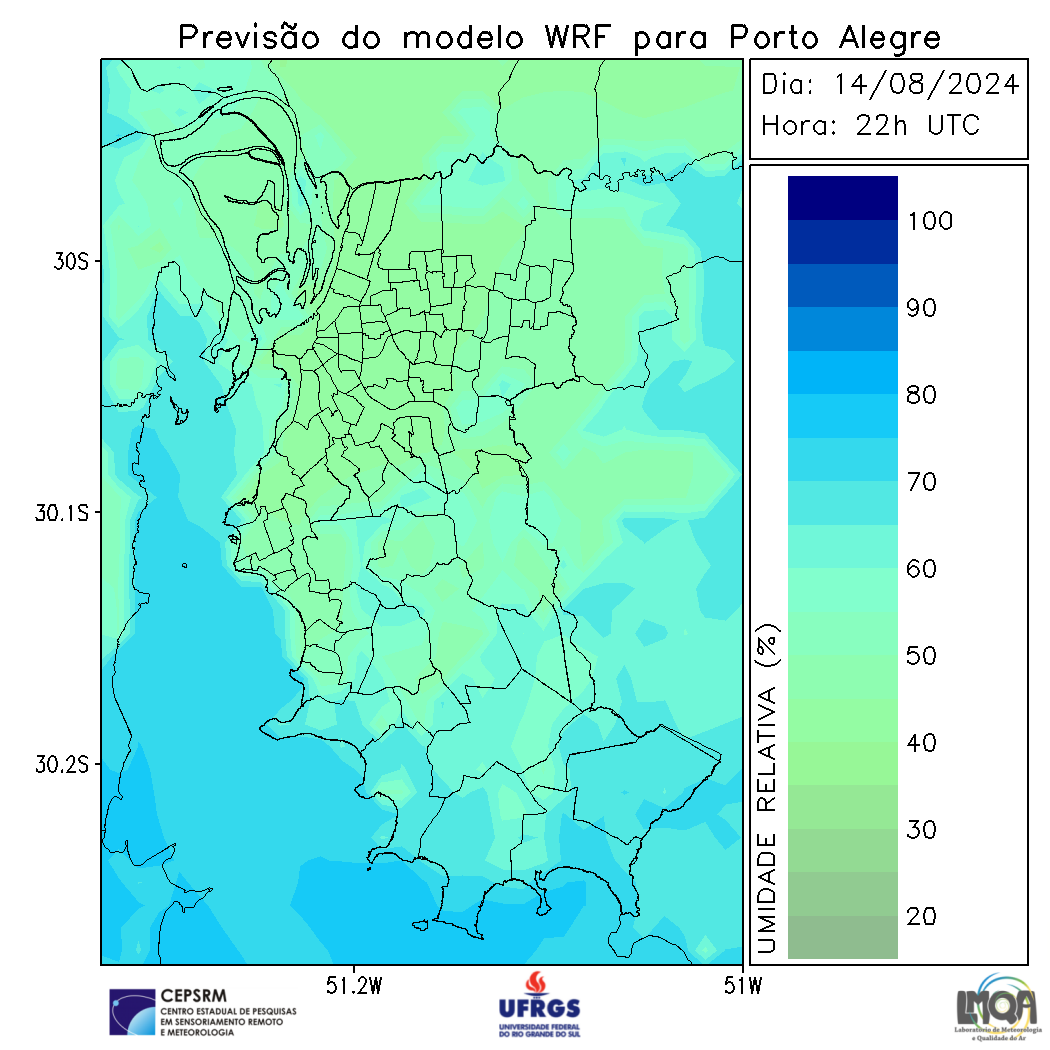 Previsão do modelo WRF para Porto Alegre
Dia: 14/08/2024
Hora: 22h UTC
100
90
80
70
60
50
40
30
20
UMIDADE RELATIVA (%)
30S
30.1S
30.2S
51.2W
51W
CEPSRM
CENTRO ESTADUAL DE PESQUISAS
EM SENSORIAMENTO REMOTO
E METEOROLOGIA
UFRGS
UNIVERSIDADE FEDERAL
DO RIO GRANDE DO SUL
LMQA
Laboratório de Meteorologia
e Qualidade do Ar